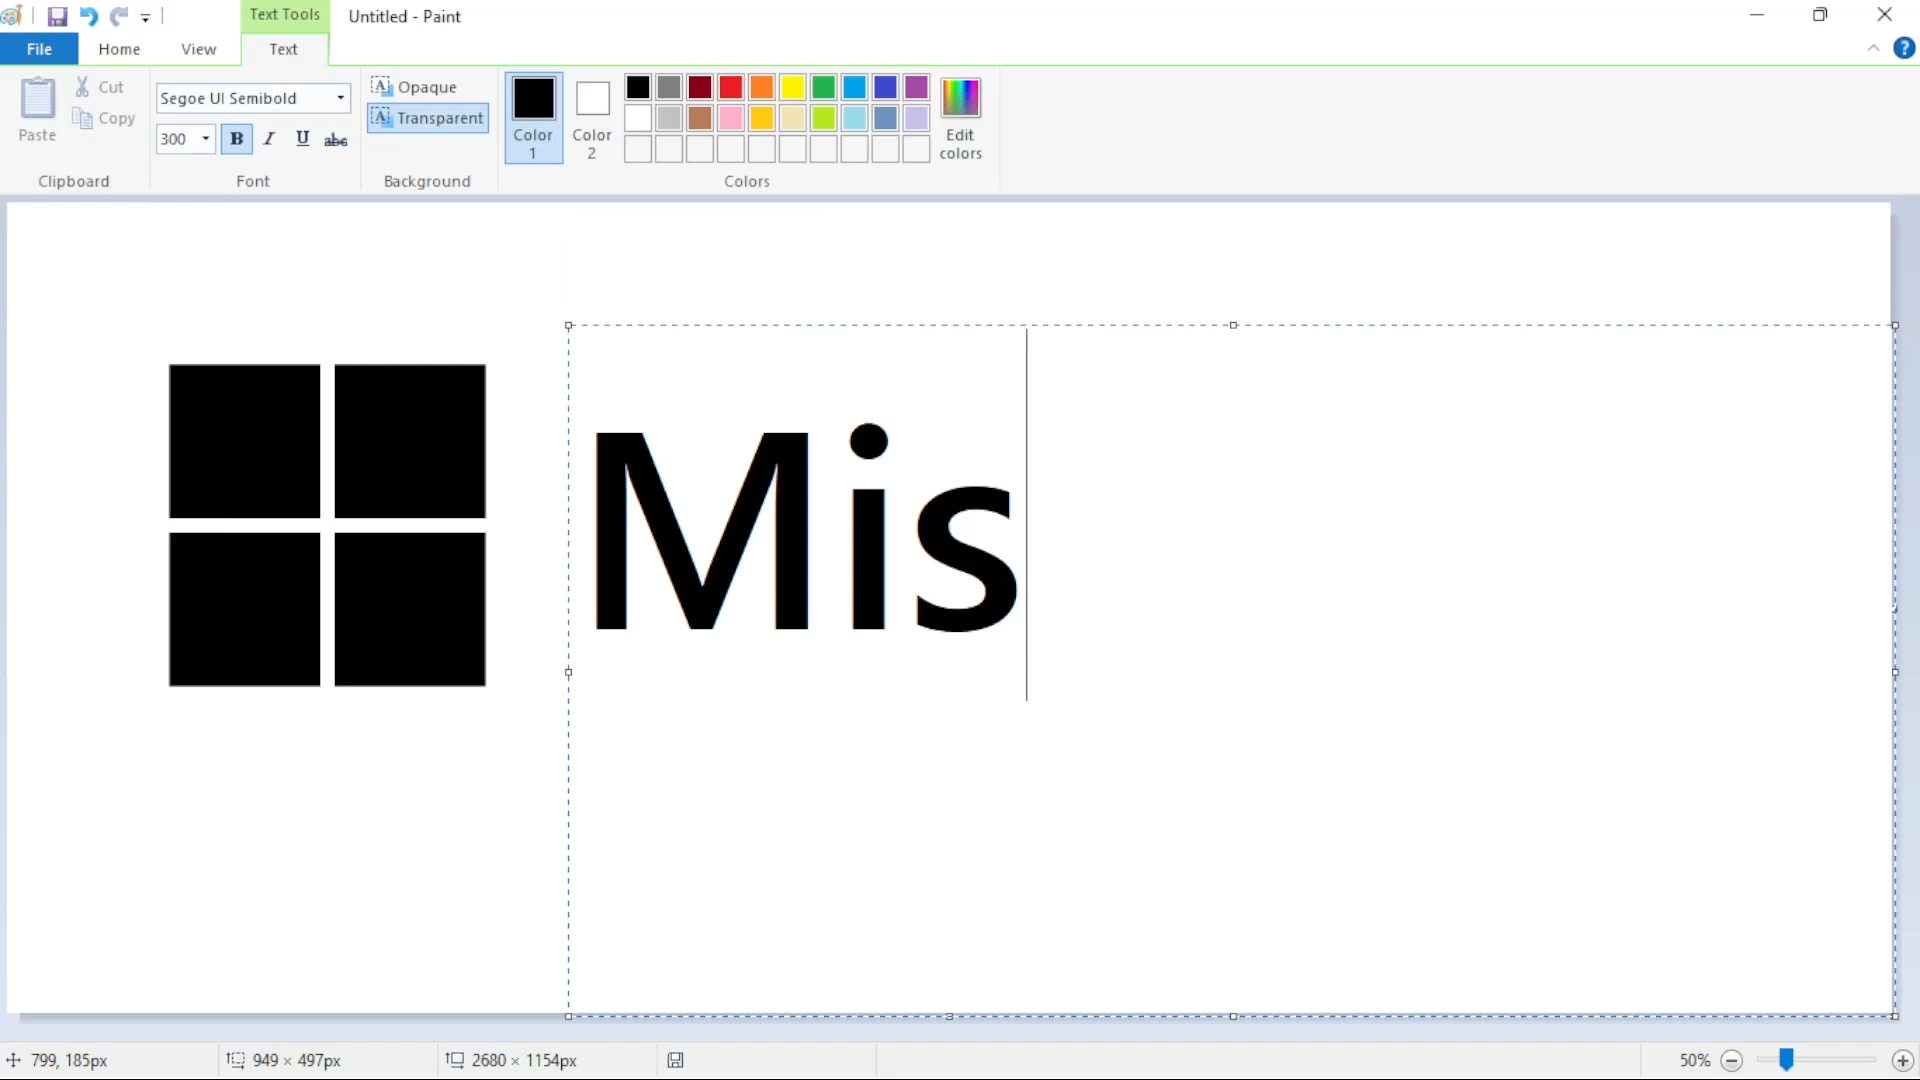 Text Tools
Untitled - Paint
File
Home
View
Text
?
Paste
Cut
Copy
Clipboard
Segoe UI Semibold
300
B
I
U
abc
Font
A Opaque
A Transparent
Background
Color
1
Color
2
Edit
colors
Colors
Mis
799, 185px
949 × 497px
2680 × 1154px
50%